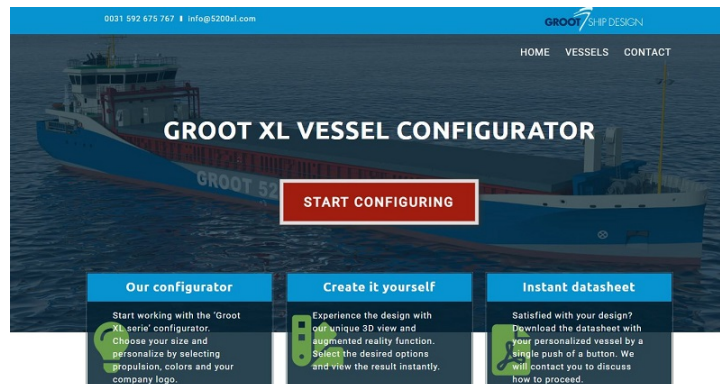 0031 592 675 767 I info@5200xl.com
GROOT SHIP DESIGN
HOME VESSELS CONTACT
GROOT XL VESSEL CONFIGURATOR
GROOT 52
START CONFIGURING
Our configurator
Start working with the 'Groot
XL serie' configurator.
Choose your size and
personalize by selecting
propulsion, colors and your
company logo.
Create it yourself
Experience the design with
our unique 3D view and
augmented reality function.
Select the desired options
and view the result instantly.
Instant datasheet
Satisfied with your design?
Download the datasheet with
your personalized vessel by a
single push of a button. We
will contact you to discuss
how to proceed.